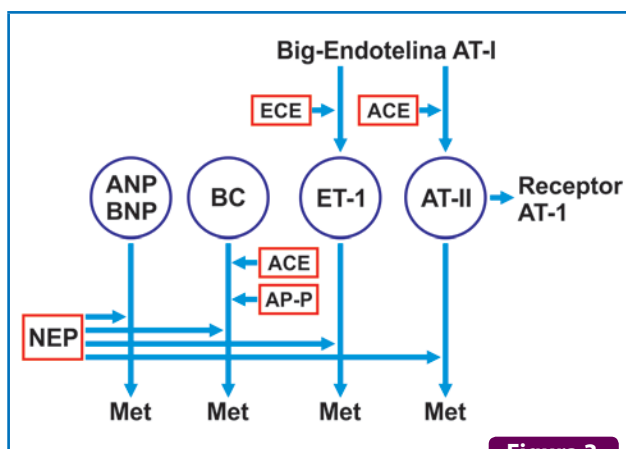 Big-Endotelina AT-I
ECE
ACE
ANP
BNP
BC
ET-1
AT-II
Receptor
AT-1
ACE
AP-P
NEP
Met
Met
Met
Met